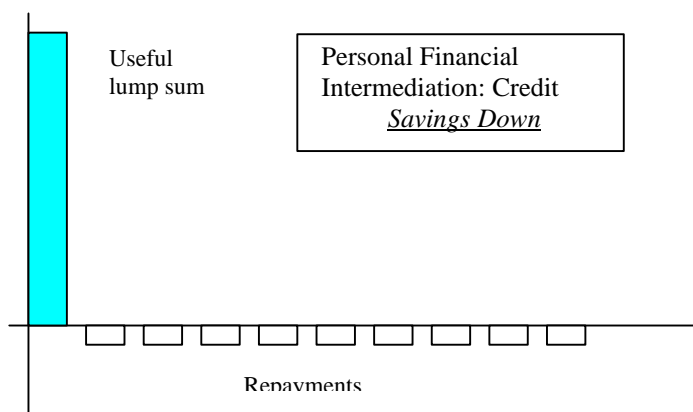 Useful
lump sum
Personal Financial
Intermediation: Credit
Savings Down
Repayments